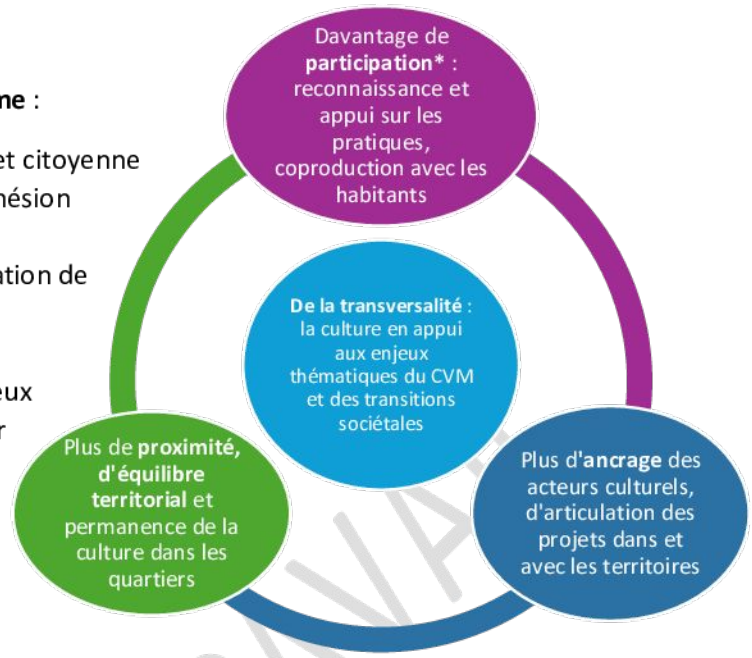 me :
et citoyenne
hésion
ation de
eux
r
Davantage de
participation* :
reconnaissance et
appui sur les
pratiques,
coproduction avec les
habitants
De la transversalité :
la culture en appui
aux enjeux
thématiques du CVM
et des transitions
sociétales
Plus de proximité,
d'équilibre
territorial et
permanence de la
culture dans les
quartiers
Plus d'ancrage des
acteurs culturels,
d'articulation des
projets dans et
avec les territoires